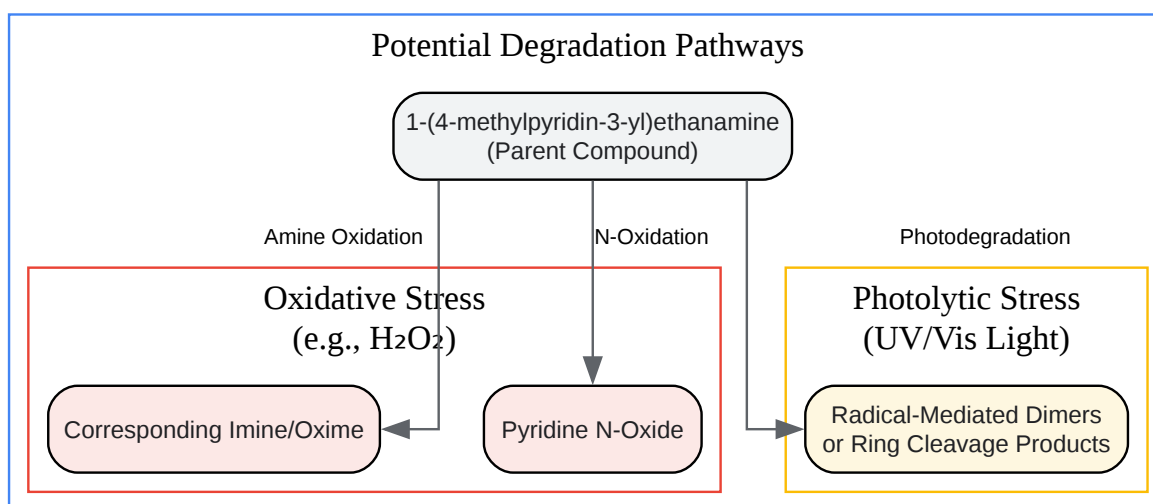 Potential Degradation Pathways
1-(4-methylpyridin-3-yl)ethanamine
(Parent Compound)
Amine Oxidation
N-Oxidation
Photodegradation
Oxidative Stress
(e.g., H₂O₂)
Photolytic Stress
(UV/Vis Light)
Corresponding Imine/Oxime
Pyridine N-Oxide
Radical-Mediated Dimers
or Ring Cleavage Products